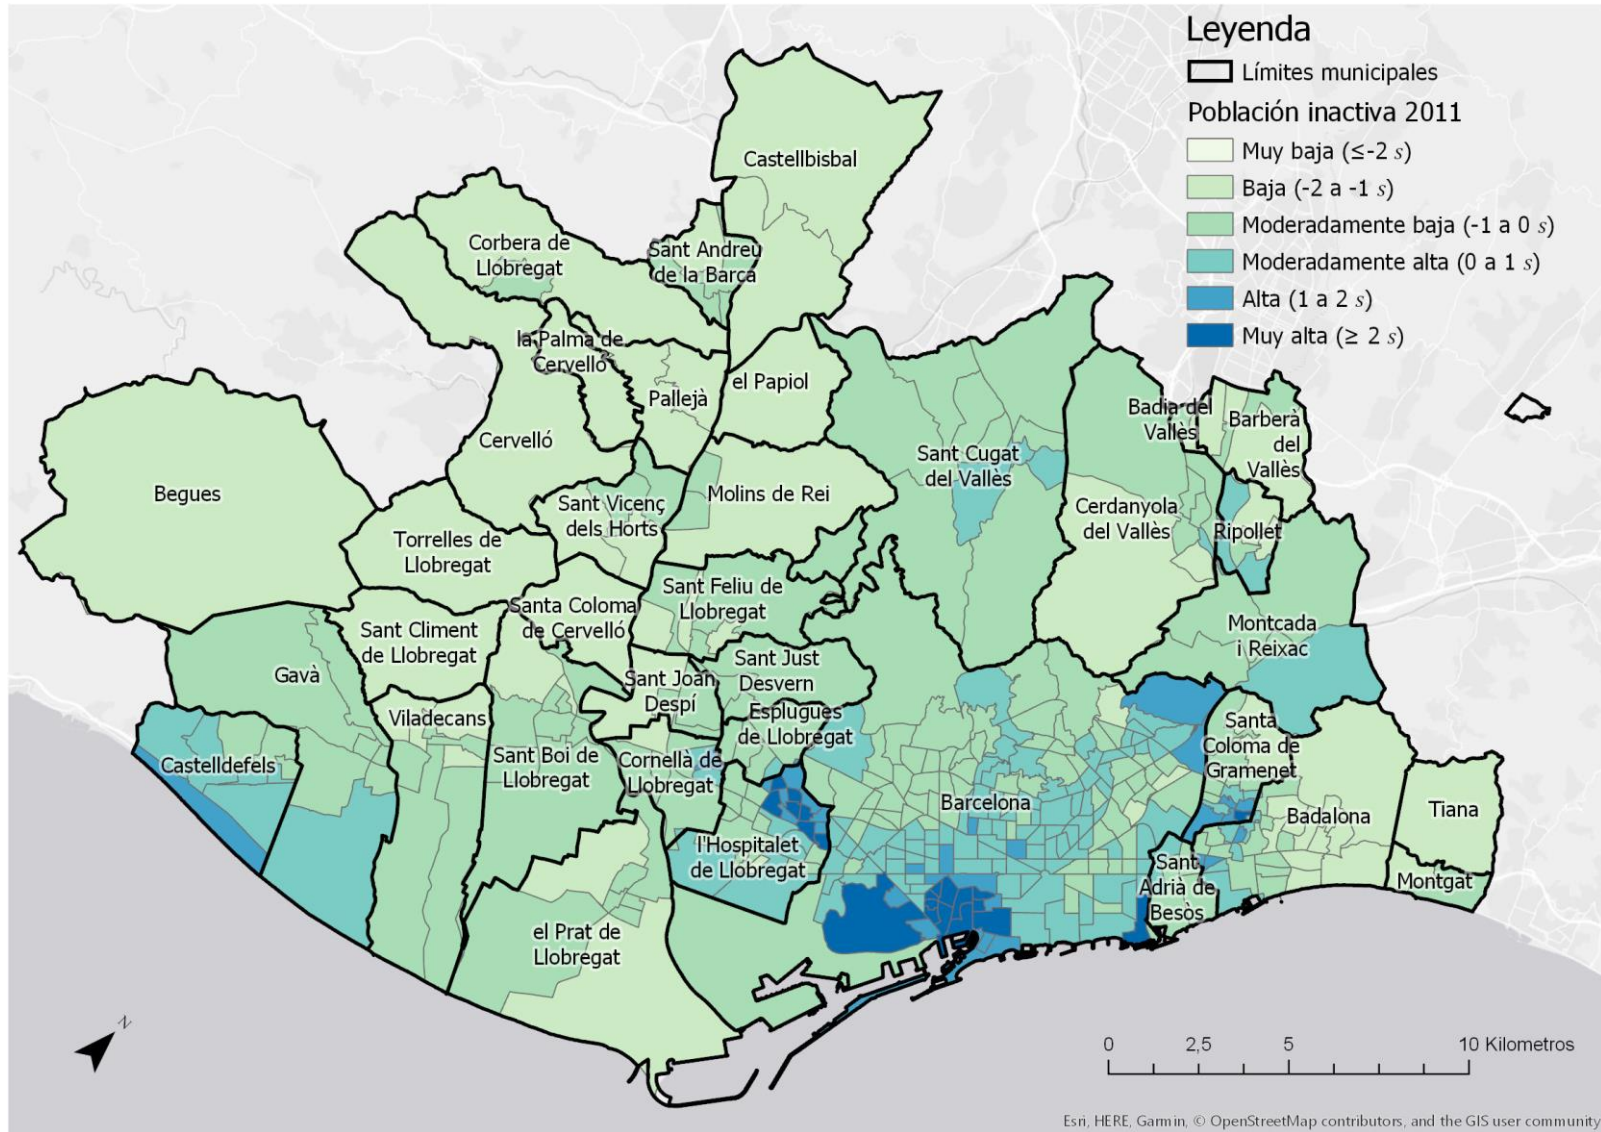 Leyenda
Límites municipales
Población inactiva 2011
Muy baja (≤-2 s)
Baja (-2 a -1 s)
Moderadamente baja (-1 a 0 s)
Moderadamente alta (0 a 1 s)
Alta (1 a 2 s)
Muy alta (≥ 2 s)
Castellbisbal
Corbera de
Llobregat
Sant Andreu
de la Barca
la Palma de
Cervelló
Pallejà
el Papiol
Cervelló
Badia del
Vallès
Barberà
del
Vallès
Sant Cugat
del Vallès
Begues
Molins de Rei
Sant Vicenç
dels Horts
Cerdanyola
del Vallès
Ripollet
Torrelles de
Llobregat
Sant Feliu de
Llobregat
Santa Coloma
de Cervelló
Montcada
i Reixac
Sant Climent
de Llobregat
Gavà
Sant Just
Desvern
Sant Joan
Despí
Viladecans
Esplugues
de Llobregat
Santa
Coloma de
Gramenet
Castelldefels
Sant Boi de
Llobregat
Cornellà de
Llobregat
Barcelona
Badalona
Tiana
l'Hospitalet
de Llobregat
Sant
Adrià de
Besòs
Montgat
el Prat de
Llobregat
N
0 2,5 5 10 Kilometros
Esri, HERE, Garmin, © OpenStreetMap contributors, and the GIS user community